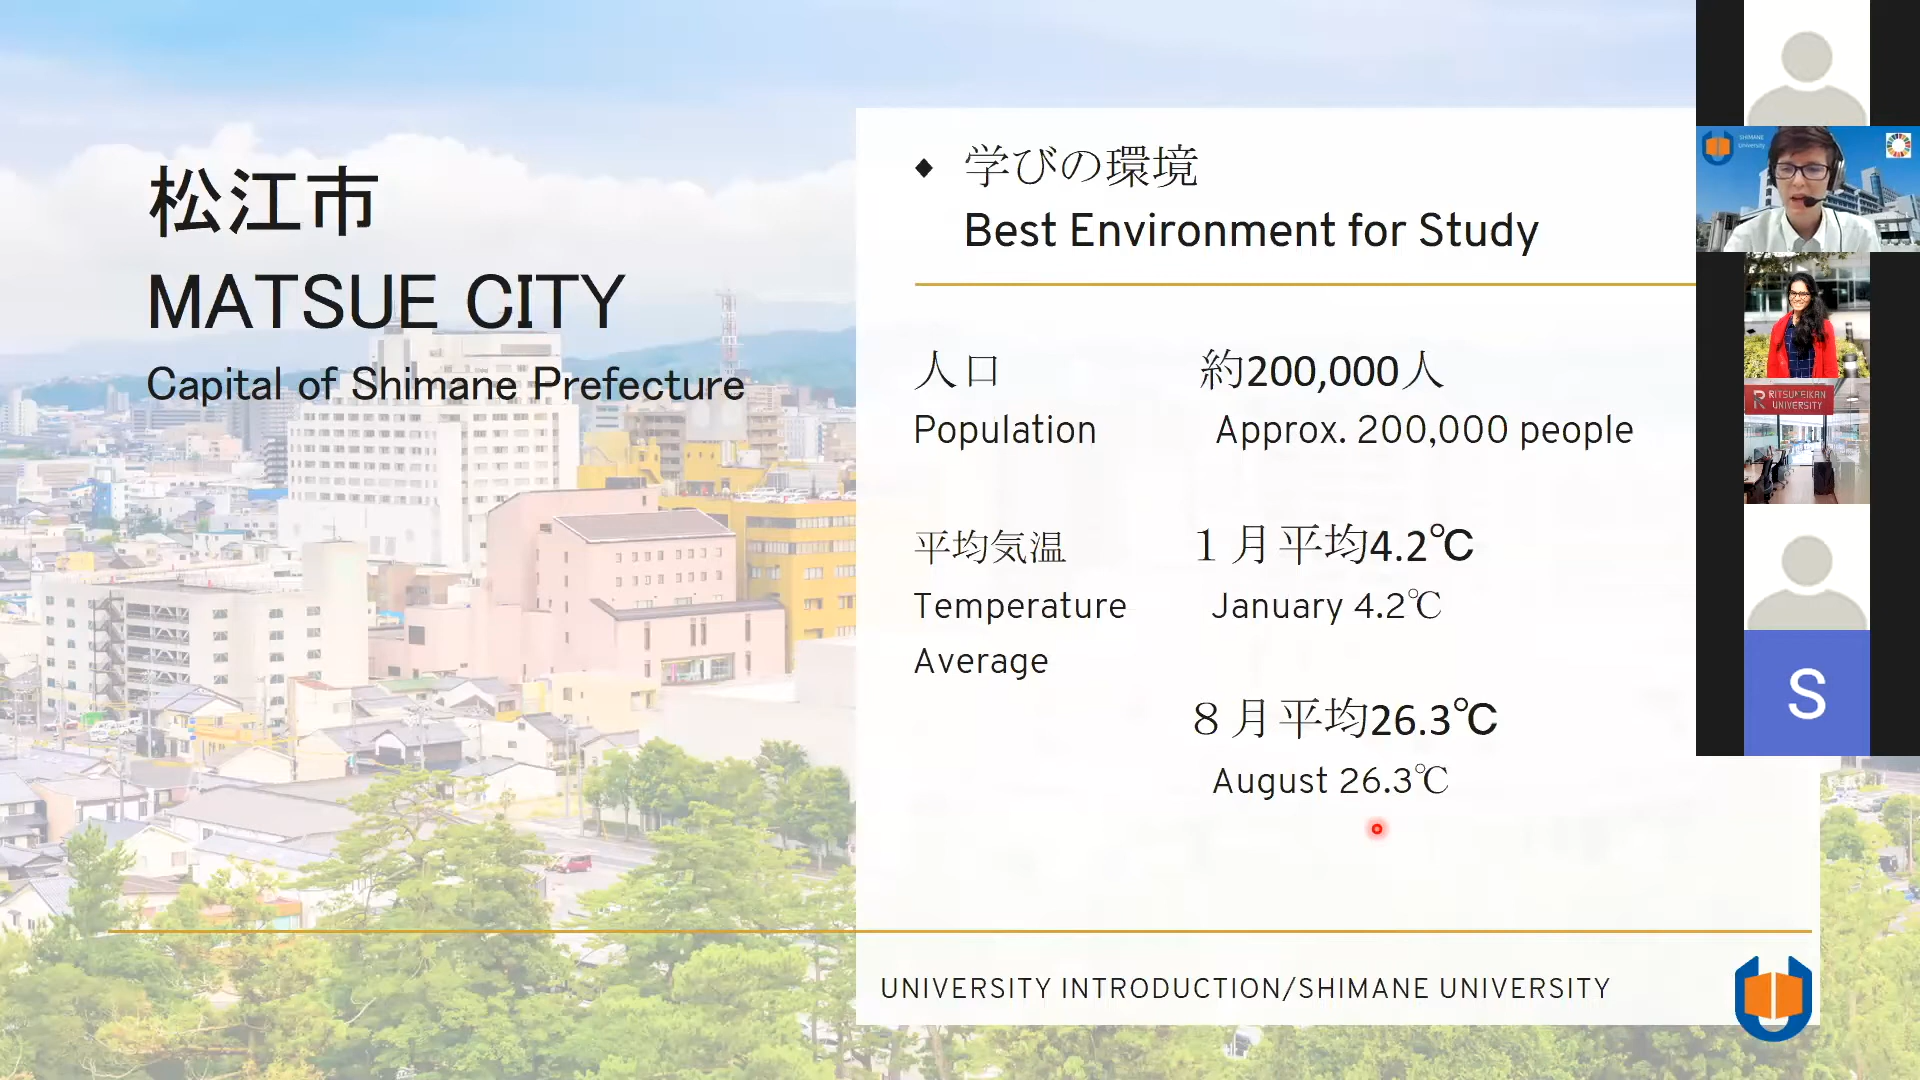 松江市
MATSUE CITY
Capital of Shimane Prefecture
◆ 学びの環境
Best Environment for Study
人口 約200,000人
Population Approx. 200,000 people
平均気温 １月平均4.2℃
Temperature January 4.2℃
Average
８月平均26.3℃
August 26.3℃
UNIVERSITY INTRODUCTION/SHIMANE UNIVERSITY
SHIMANE
University
R RITSUMEIKAN
UNIVERSITY
S